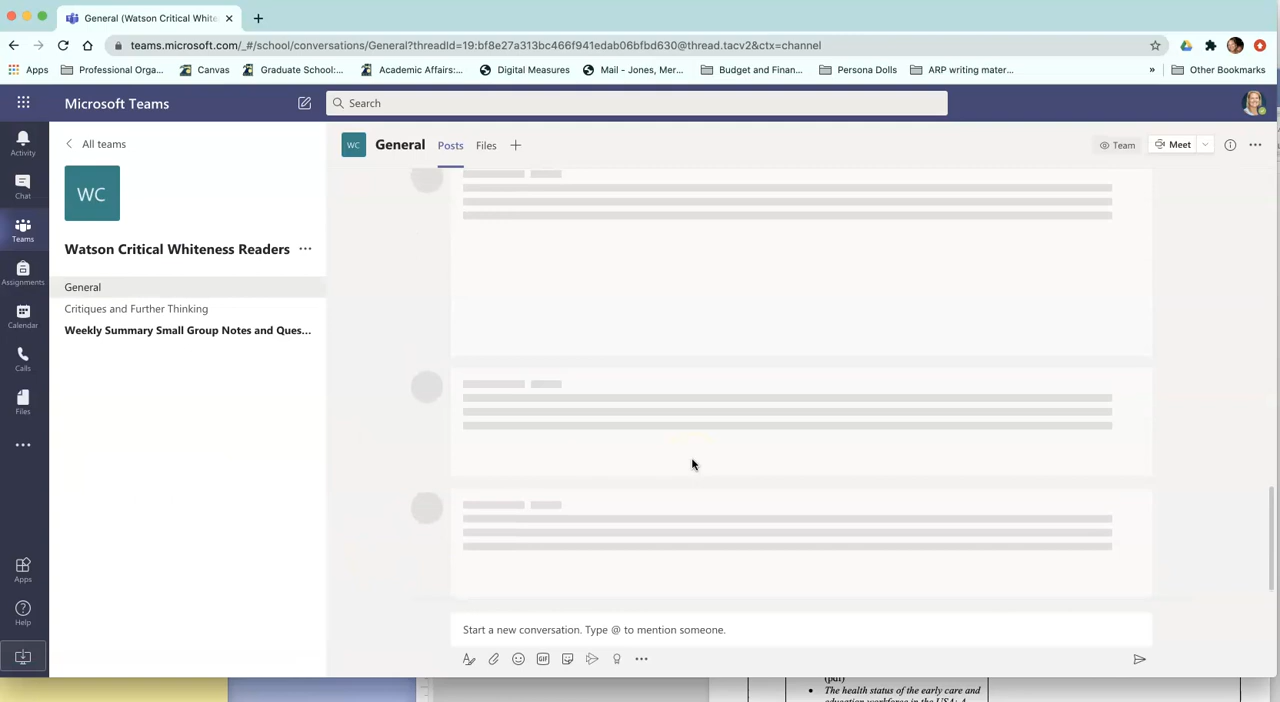 General (Watson Critical White
teams.microsoft.com/_#/school/conversations/General?threadId=19:bf8e27a313bc466f941edab06bfbd630@thread.tacv2&ctx=channel
Apps Professional Orga... Canvas Graduate School:... Academic Affairs:... Digital Measures Mail - Jones, Mer... Budget and Finan... Persona Dolls ARP writing mater... » Other Bookmarks
Microsoft Teams Search
Activity
Chat
Teams
Assignments
Calendar
Calls
Files
Apps
Help
All teams
WC
Watson Critical Whiteness Readers
General
Critiques and Further Thinking
Weekly Summary Small Group Notes and Ques...
WC General Posts Files Team Meet
Start a new conversation. Type @ to mention someone.
GIF
(pdf)
• The health status of the early care and
education workforce in the USA: A